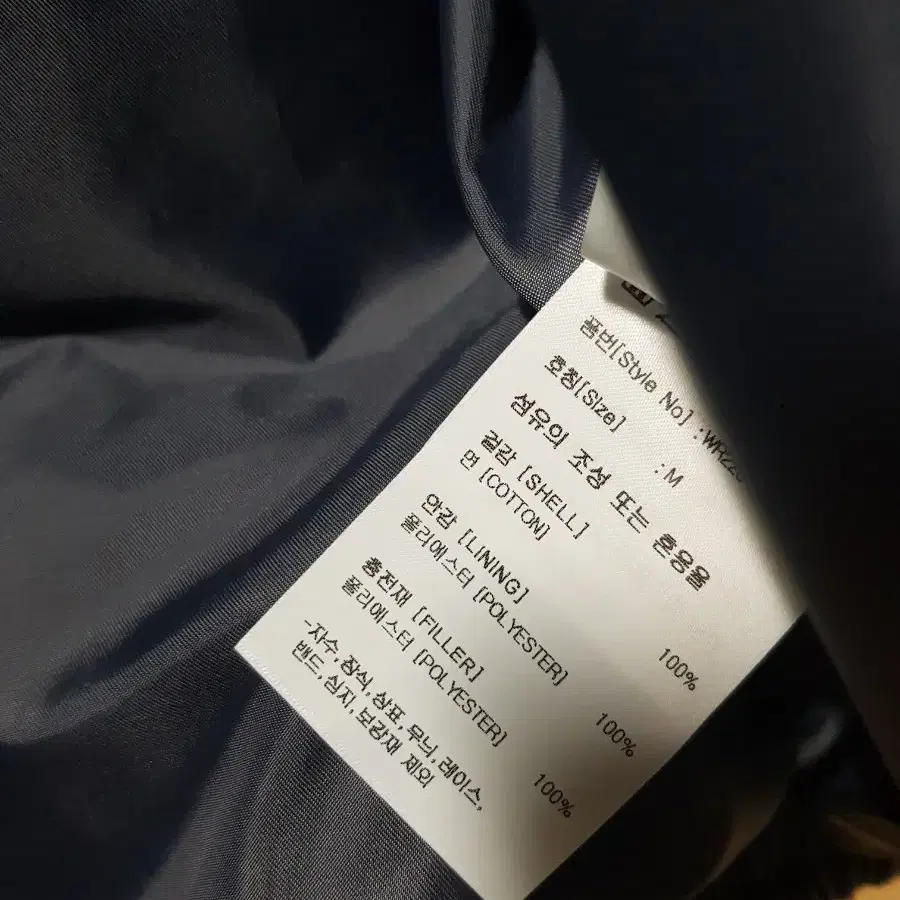 품번[Style No] :WR22
호칭[Size] :M
섬유의 조성 또는 혼용율
겉감 [SHELL]
면 [COTTON] 100%
안감 [LINING]
폴리에스터 [POLYESTER] 100%
충전재 [FILLER]
폴리에스터 [POLYESTER] 100%
-자수,장식,상표,무늬,레이스,
밴드,심지,보강재 제외